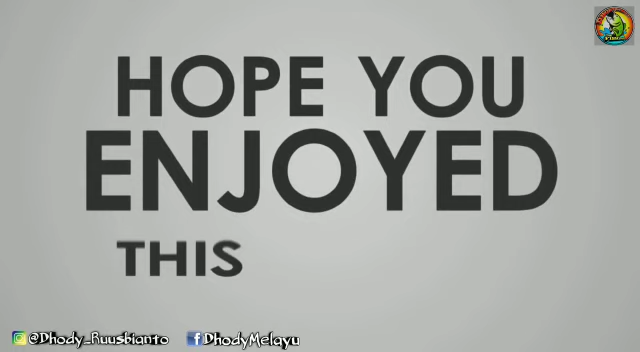 HOPE YOU
ENJOYED
THIS
@Dhody_Ruusbianto
DhodyMelayu